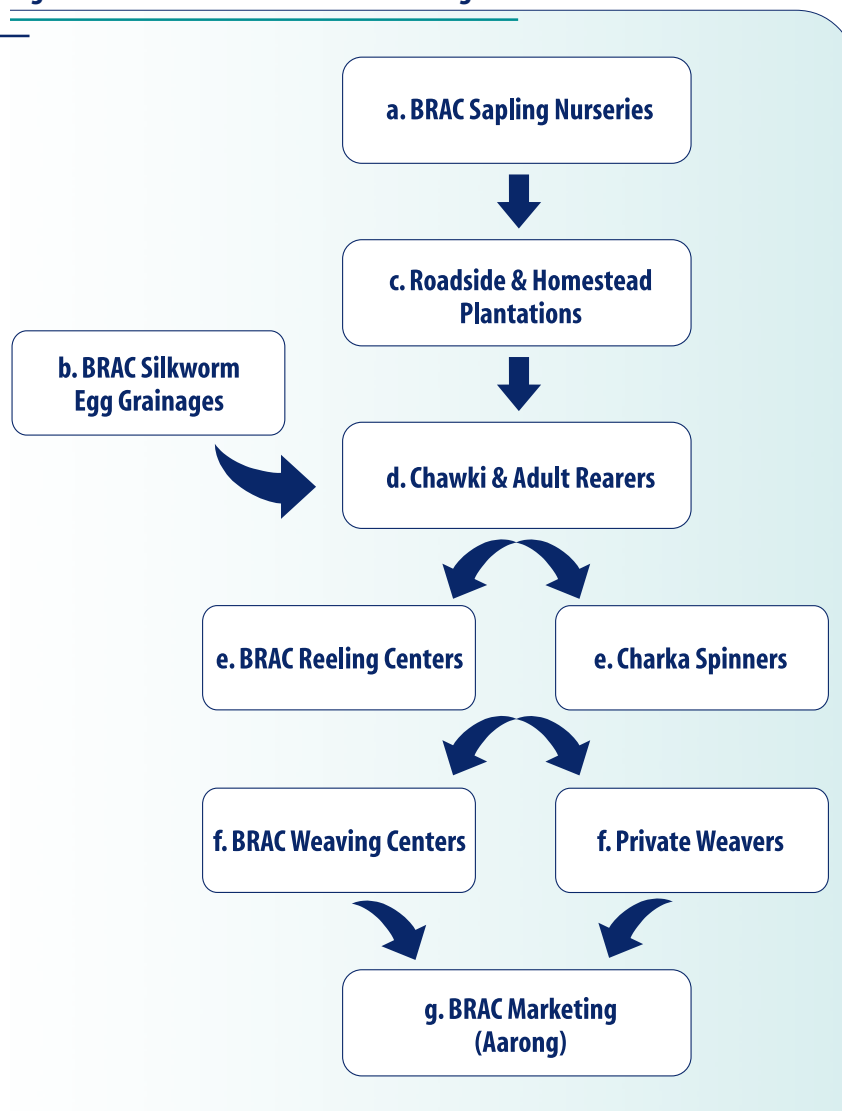 a. BRAC Sapling Nurseries
c. Roadside & Homestead
Plantations
b. BRAC Silkworm
Egg Grainages
d. Chawki & Adult Rearers
e. BRAC Reeling Centers
e. Charka Spinners
f. BRAC Weaving Centers
f. Private Weavers
g. BRAC Marketing
(Aarong)